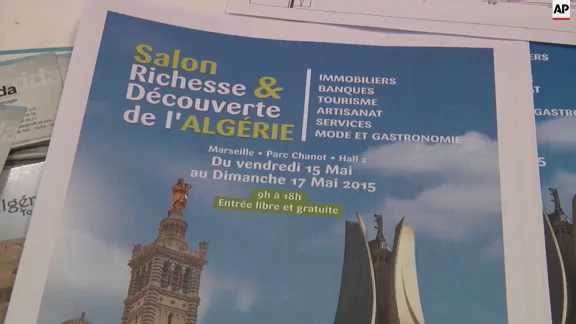 AP
Salon
Richesse &
Découverte
de l'ALGÉRIE
IMMOBILIERS
BANQUES
TOURISME
ARTISANAT
SERVICES
MODE ET GASTRONOMIE
Marseille • Parc Chanot • Hall 2
Du vendredi 15 Mai
au Dimanche 17 Mai 2015
9h à 18h
Entrée libre et gratuite